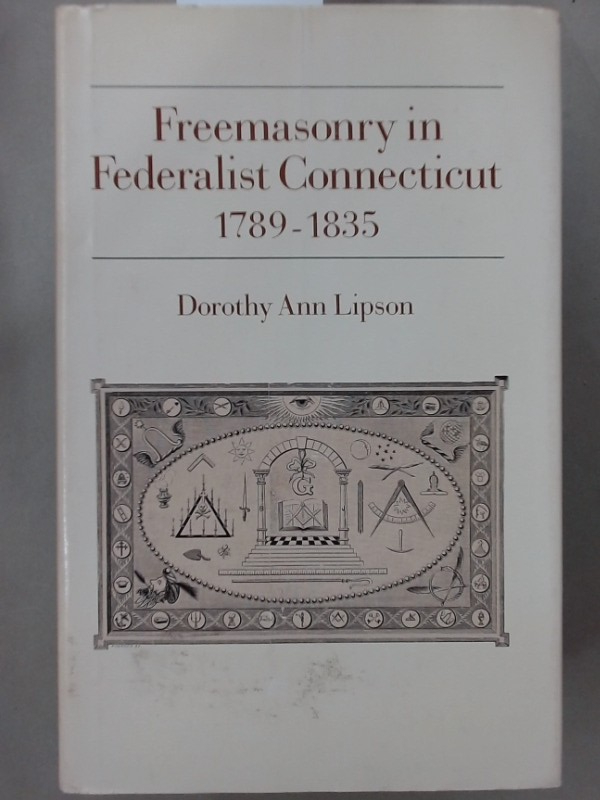 Freemasonry in
Federalist Connecticut
1789-1835
Dorothy Ann Lipson
G